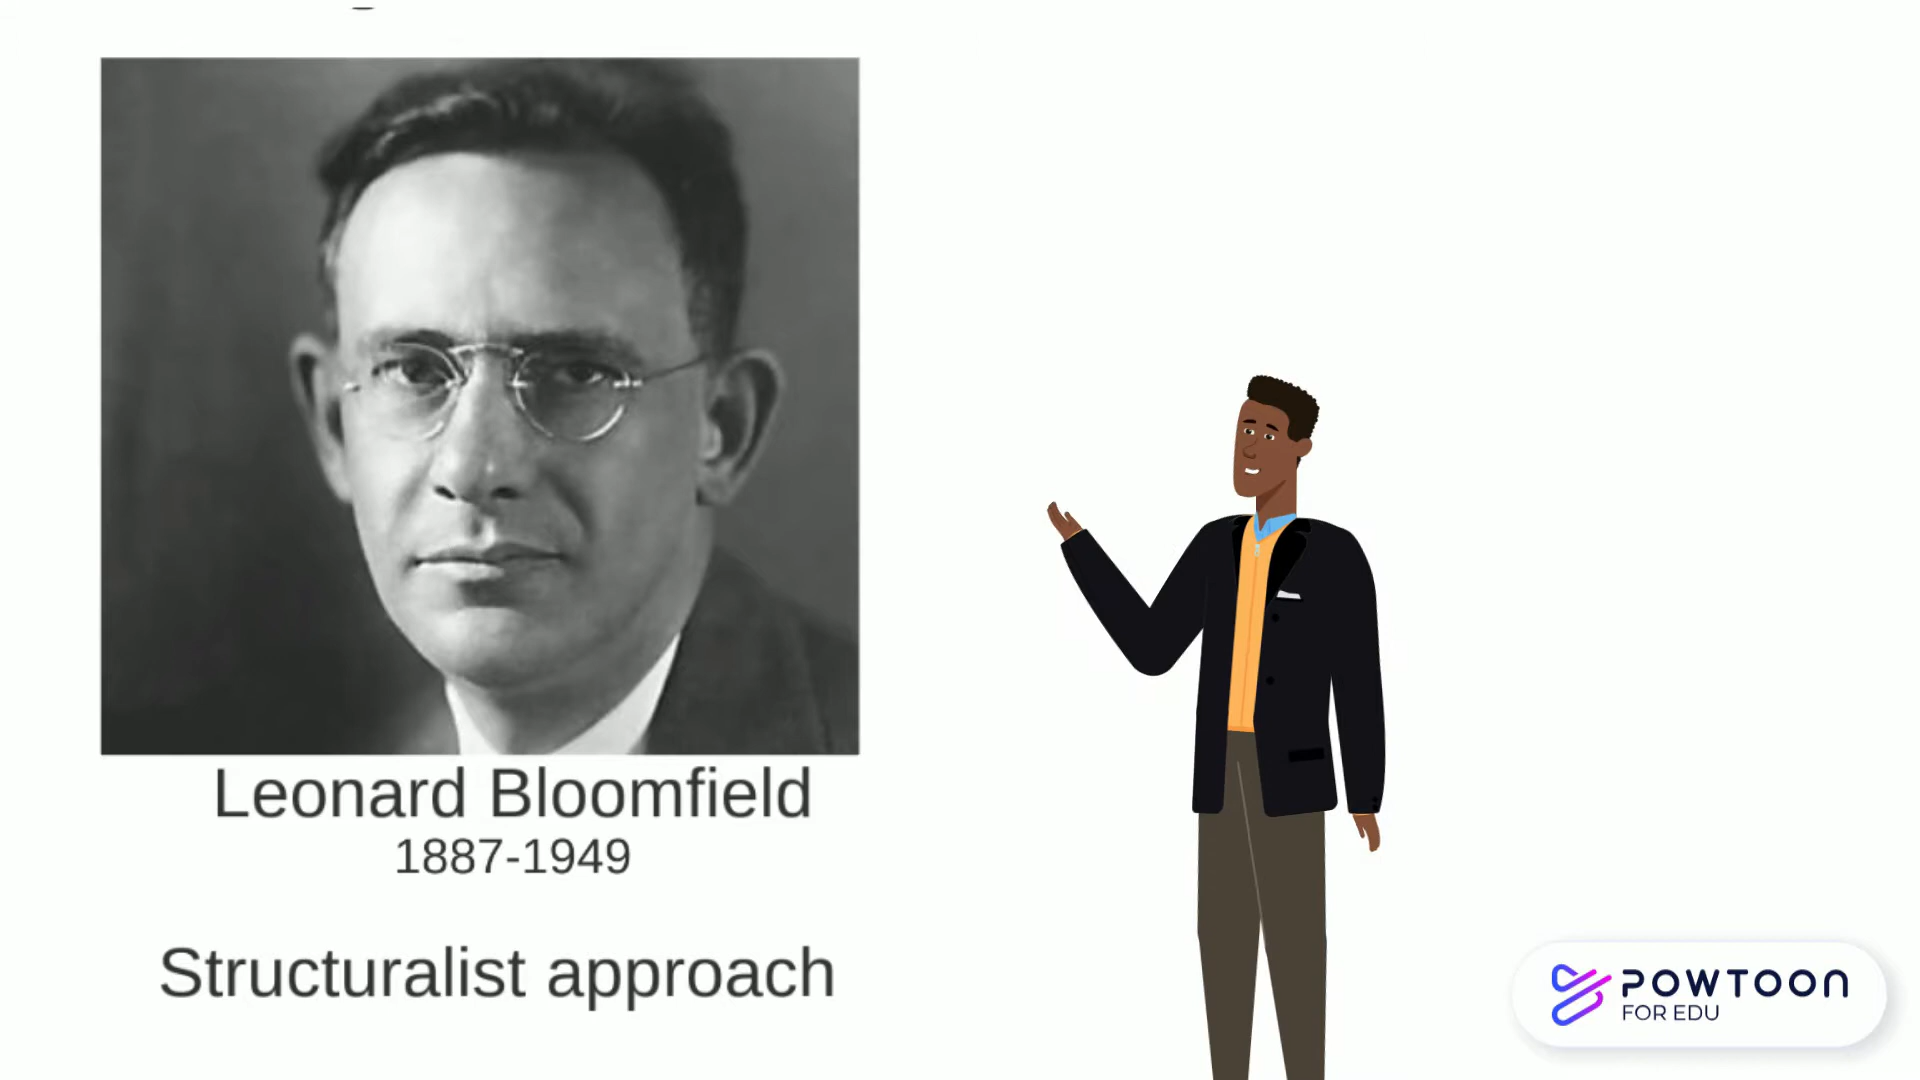 Leonard Bloomfield
1887-1949
Structuralist approach
POWTOON
FOR EDU